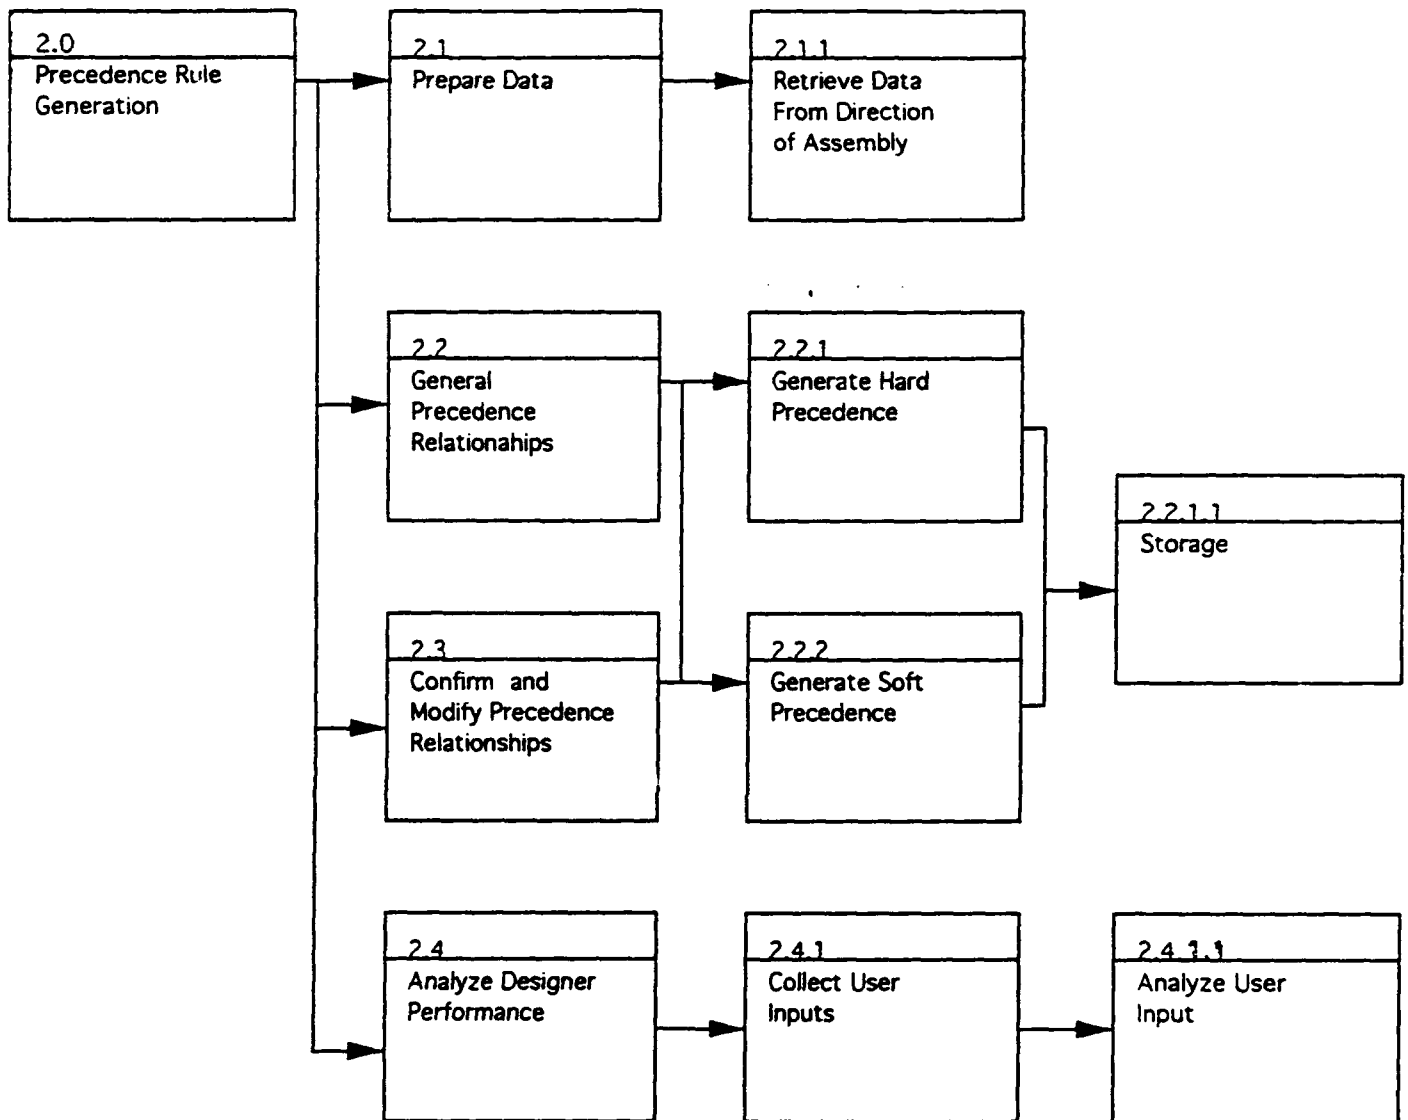 2.0
Precedence Rule
Generation
2.1
Prepare Data
2.1.1
Retrieve Data
From Direction
of Assembly
2.2
General
Precedence
Relationahips
2.2.1
Generate Hard
Precedence
2.2.1.1
Storage
2.3
Confirm and
Modify Precedence
Relationships
2.2.2
Generate Soft
Precedence
2.4
Analyze Designer
Performance
2.4.1
Collect User
Inputs
2.4.1.1
Analyze User
Input